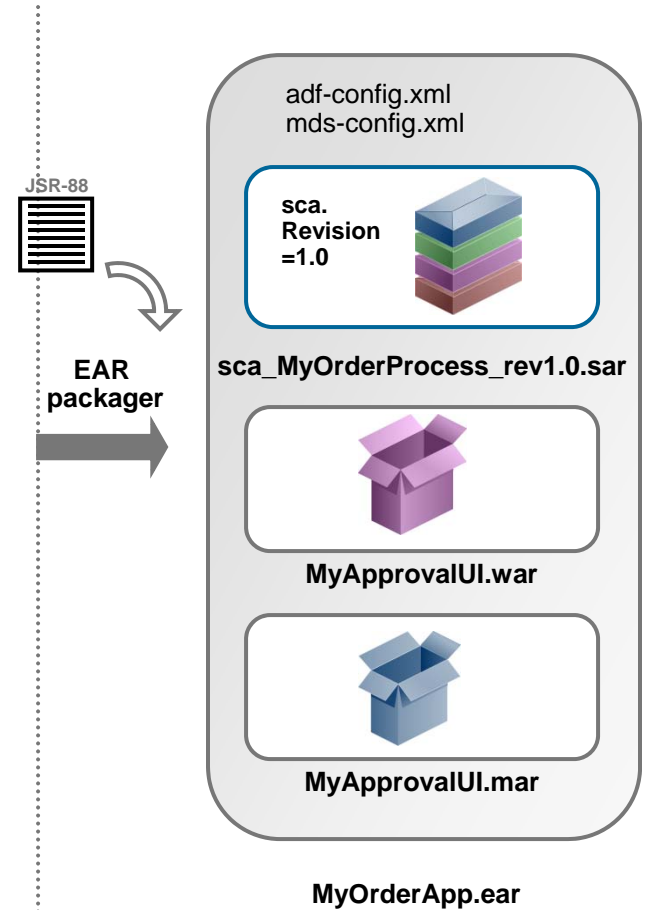 adf-config.xml
mds-config.xml
JSR-88
sca.
Revision
=1.0
EAR
packager
sca_MyOrderProcess_rev1.0.sar
MyApprovalUI.war
MyApprovalUI.mar
MyOrderApp.ear